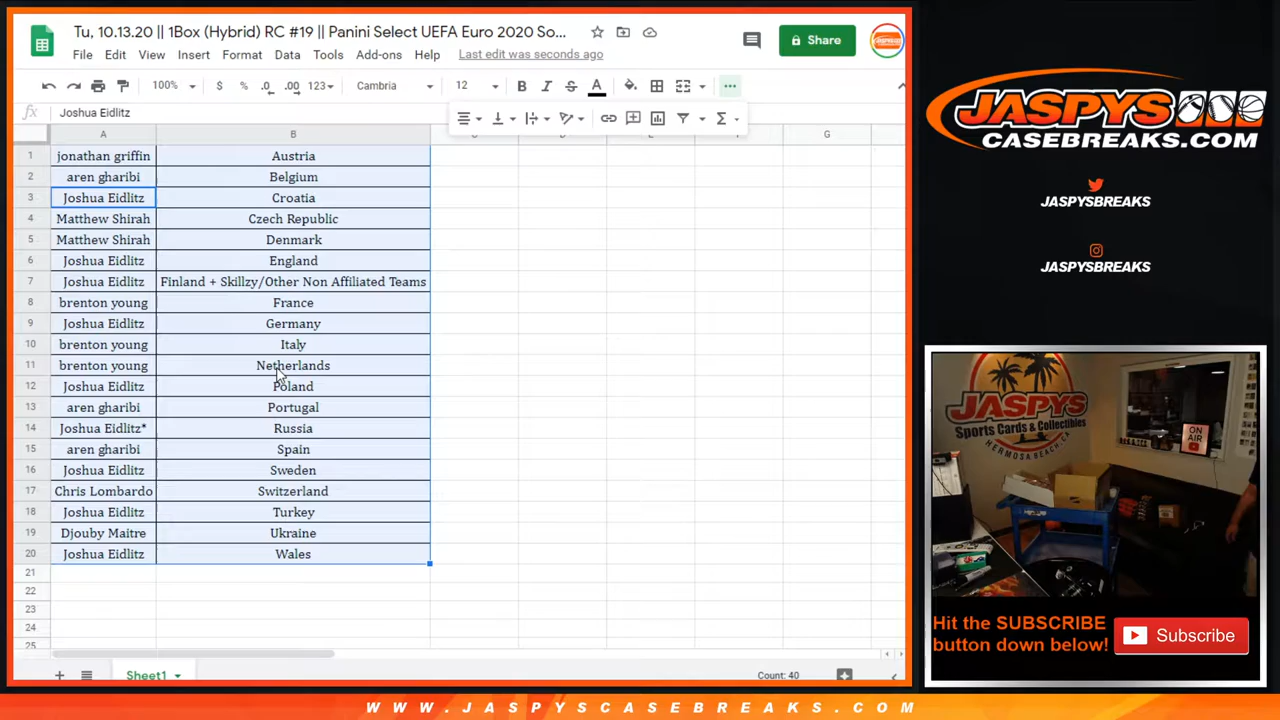 Tu, 10.13.20 || 1Box (Hybrid) RC #19 || Panini Select UEFA Euro 2020 So...
File Edit View Insert Format Data Tools Add-ons Help Last edit was seconds ago
Share
100% $ % .0 .00 123 Cambria 12 B I S A
fx Joshua Eidlitz
A B G
1 jonathan griffin Austria
2 aren gharibi Belgium
3 Joshua Eidlitz Croatia
4 Matthew Shirah Czech Republic
5 Matthew Shirah Denmark
6 Joshua Eidlitz England
7 Joshua Eidlitz Finland + Skillzy/Other Non Affiliated Teams
8 brenton young France
9 Joshua Eidlitz Germany
10 brenton young Italy
11 brenton young Netherlands
12 Joshua Eidlitz Poland
13 aren gharibi Portugal
14 Joshua Eidlitz* Russia
15 aren gharibi Spain
16 Joshua Eidlitz Sweden
17 Chris Lombardo Switzerland
18 Joshua Eidlitz Turkey
19 Djouby Maitre Ukraine
20 Joshua Eidlitz Wales
21
22
23
24
25
Sheet1
Count: 40
JASPYS
CASEBREAKS.COM
JASPYSBREAKS
JASPYSBREAKS
JASPYS
Sports Cards & Collectibles
HERMOSA BEACH, CA
ON
AIR
Hit the SUBSCRIBE
button down below!
Subscribe
WWW.JASPYSCASEBREAKS.COM